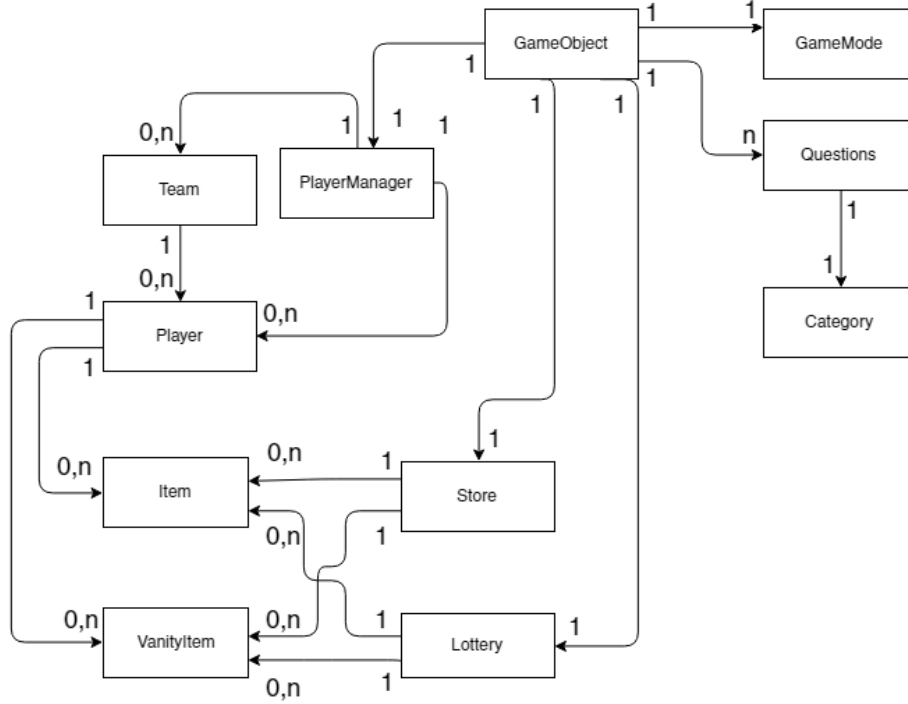 GameObject
1
1
GameMode
1
1
1
1
1
1
1
0,n
n
Questions
Team
PlayerManager
1
1
0,n
1
0,n
1
Category
Player
1
0,n
0,n
1
1
Item
Store
0,n
1
0,n
0,n
1
1
VanityItem
Lottery
0,n
1